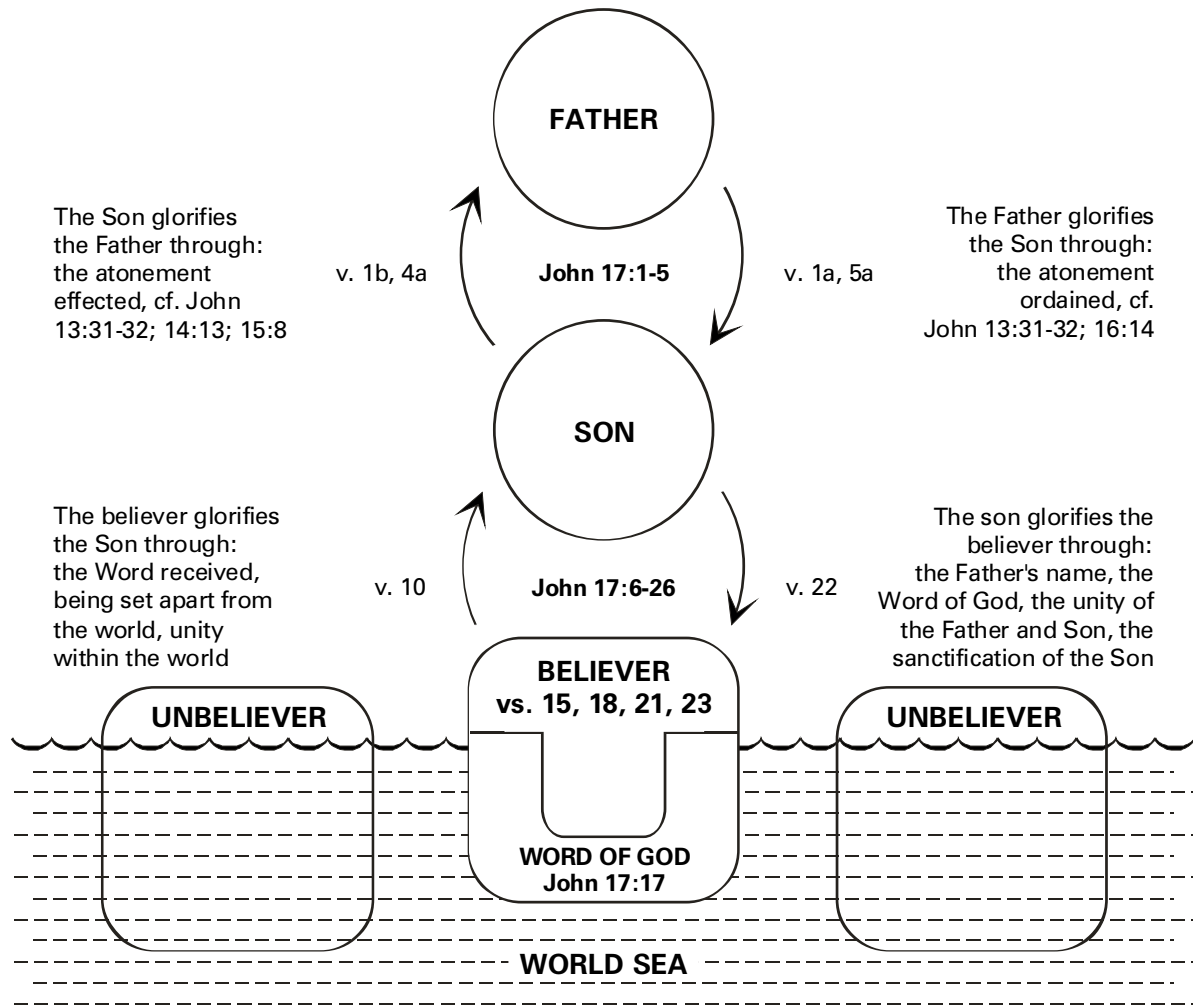 FATHER
The Son glorifies
the Father through:
the atonement
effected, cf. John
13:31-32; 14:13; 15:8
v. 1b, 4a
John 17:1-5
v. 1a, 5a
The Father glorifies
the Son through:
the atonement
ordained, cf.
John 13:31-32; 16:14
SON
The believer glorifies
the Son through:
the Word received,
being set apart from
the world, unity
within the world
v. 10
John 17:6-26
v. 22
The son glorifies the
believer through:
the Father's name, the
Word of God, the unity of
the Father and Son, the
sanctification of the Son
UNBELIEVER
BELIEVER
vs. 15, 18, 21, 23
UNBELIEVER
WORD OF GOD
John 17:17
WORLD SEA